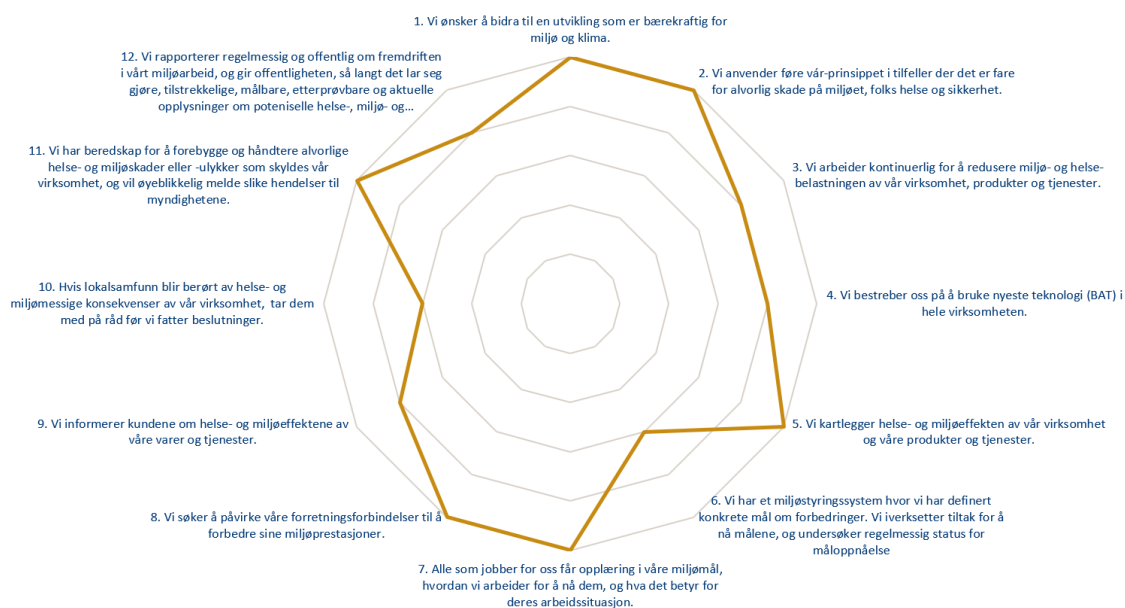 1. Vi ønsker å bidra til en utvikling som er bærekraftig for
miljø og klima.
2. Vi anvender føre vár-prinsippet i tilfeller der det er fare
for alvorlig skade på miljøet, folks helse og sikkerhet.
3. Vi arbeider kontinuerlig for å redusere miljø- og helse-
belastningen av vår virksomhet, produkter og tjenester.
4. Vi bestreber oss på å bruke nyeste teknologi (BAT) i
hele virksomheten.
5. Vi kartlegger helse- og miljøeffekten av vår virksomhet
og våre produkter og tjenester.
6. Vi har et miljøstyringssystem hvor vi har definert
konkrete mål om forbedringer. Vi iverksetter tiltak for å
nå målene, og undersøker regelmessig status for
måloppnåelse
7. Alle som jobber for oss får opplæring i våre miljømål,
hvordan vi arbeider for å nå dem, og hva det betyr for
deres arbeidssituasjon.
8. Vi søker å påvirke våre forretningsforbindelser til å
forbedre sine miljøprestasjoner.
9. Vi informerer kundene om helse- og miljøeffektene av
våre varer og tjenester.
10. Hvis lokalsamfunn blir berørt av helse- og
miljømessige konsekvenser av vår virksomhet, tar dem
med på råd før vi fatter beslutninger.
11. Vi har beredskap for å forebygge og håndtere alvorlige
helse- og miljøskader eller -ulykker som skyldes vår
virksomhet, og vil øyeblikkelig melde slike hendelser til
myndighetene.
12. Vi rapporterer regelmessig og offentlig om fremdriften
i vårt miljøarbeid, og gir offentligheten, så langt det lar seg
gjøre, tilstrekkelige, målbare, etterprøvbare og aktuelle
opplysninger om poteniselle helse-, miljø- og…